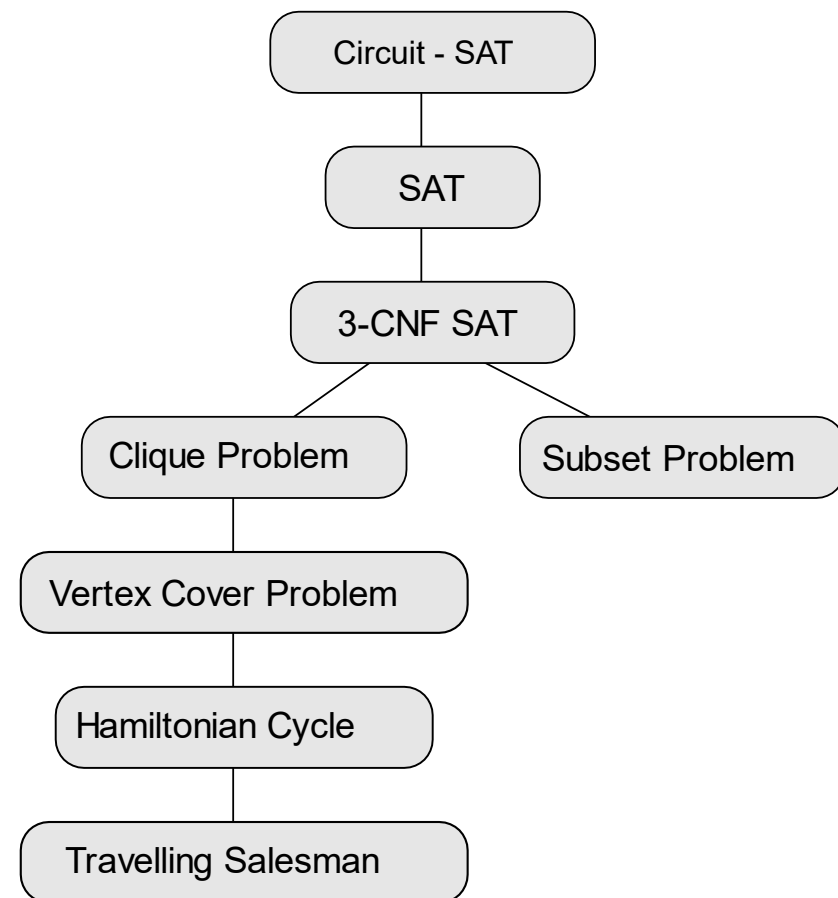 Circuit - SAT
SAT
3-CNF SAT
Clique Problem
Subset Problem
Vertex Cover Problem
Hamiltonian Cycle
Travelling Salesman